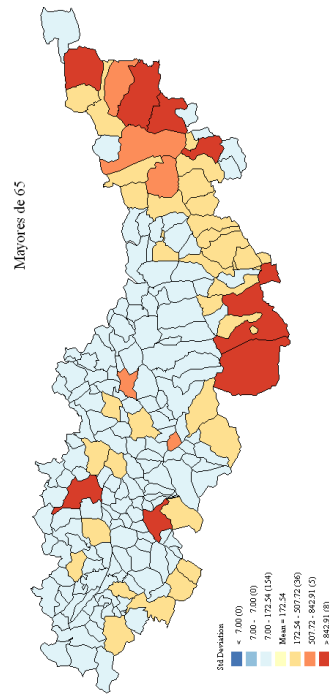 Mayores de 65
Std Deviation
< 7.00 (0)
7.00 - 7.00 (0)
7.00 - 172.54 (154)
Mean = 172.54
172.54 - 507.72 (36)
507.72 - 842.91 (5)
> 842.91 (8)